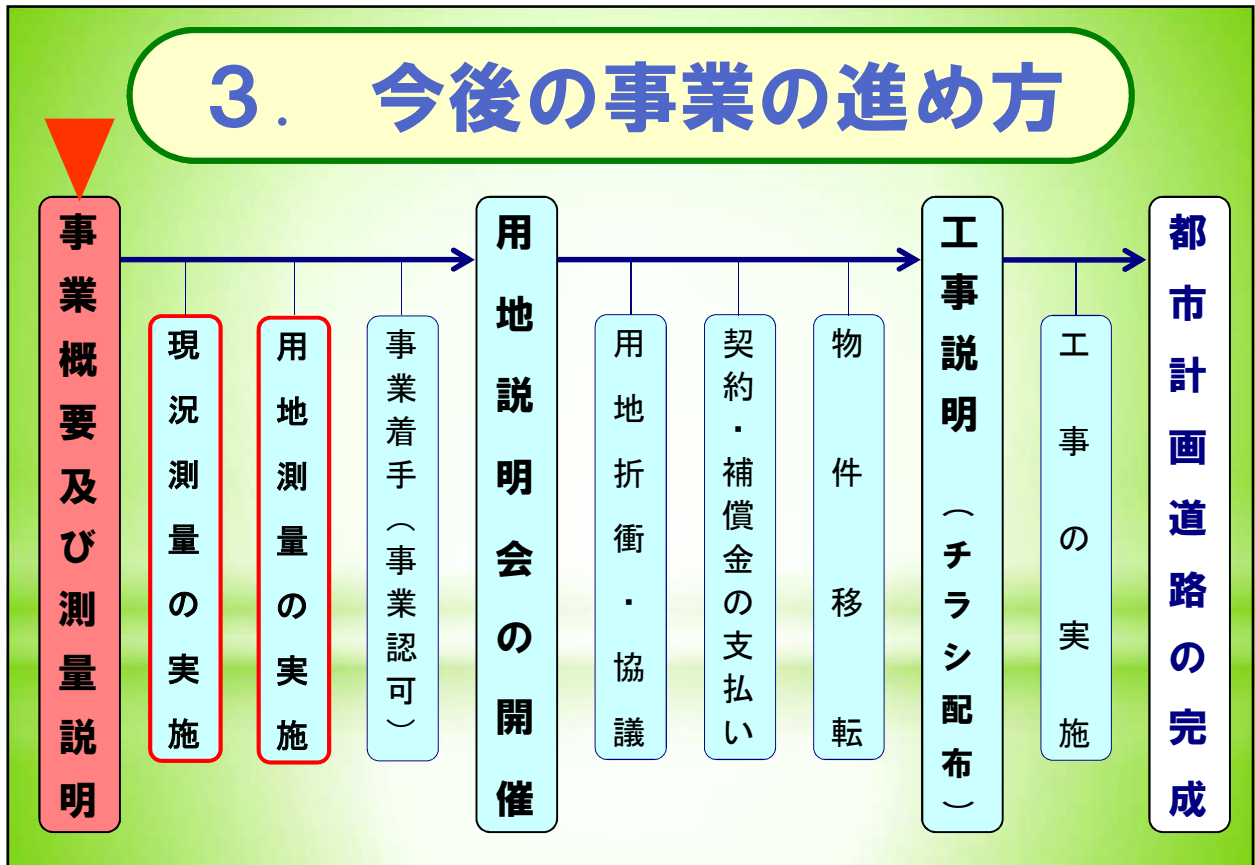 ３． 今後の事業の進め方
事業概要及び測量説明
現況測量の実施
用地測量の実施
事業着手（事業認可）
用地説明会の開催
用地折衝・協議
契約・補償金の支払い
物件移転
工事説明（チラシ配布）
工事の実施
都市計画道路の完成